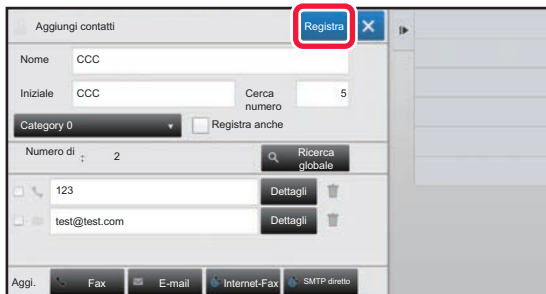 Aggiungi contatti Registra
Nome CCC
Iniziale CCC Cerca numero 5
Category 0 Registra anche
Numero di : 2 Ricerca globale
123 Dettagli
test@test.com Dettagli
Aggi. Fax E-mail Internet-Fax SMTP diretto